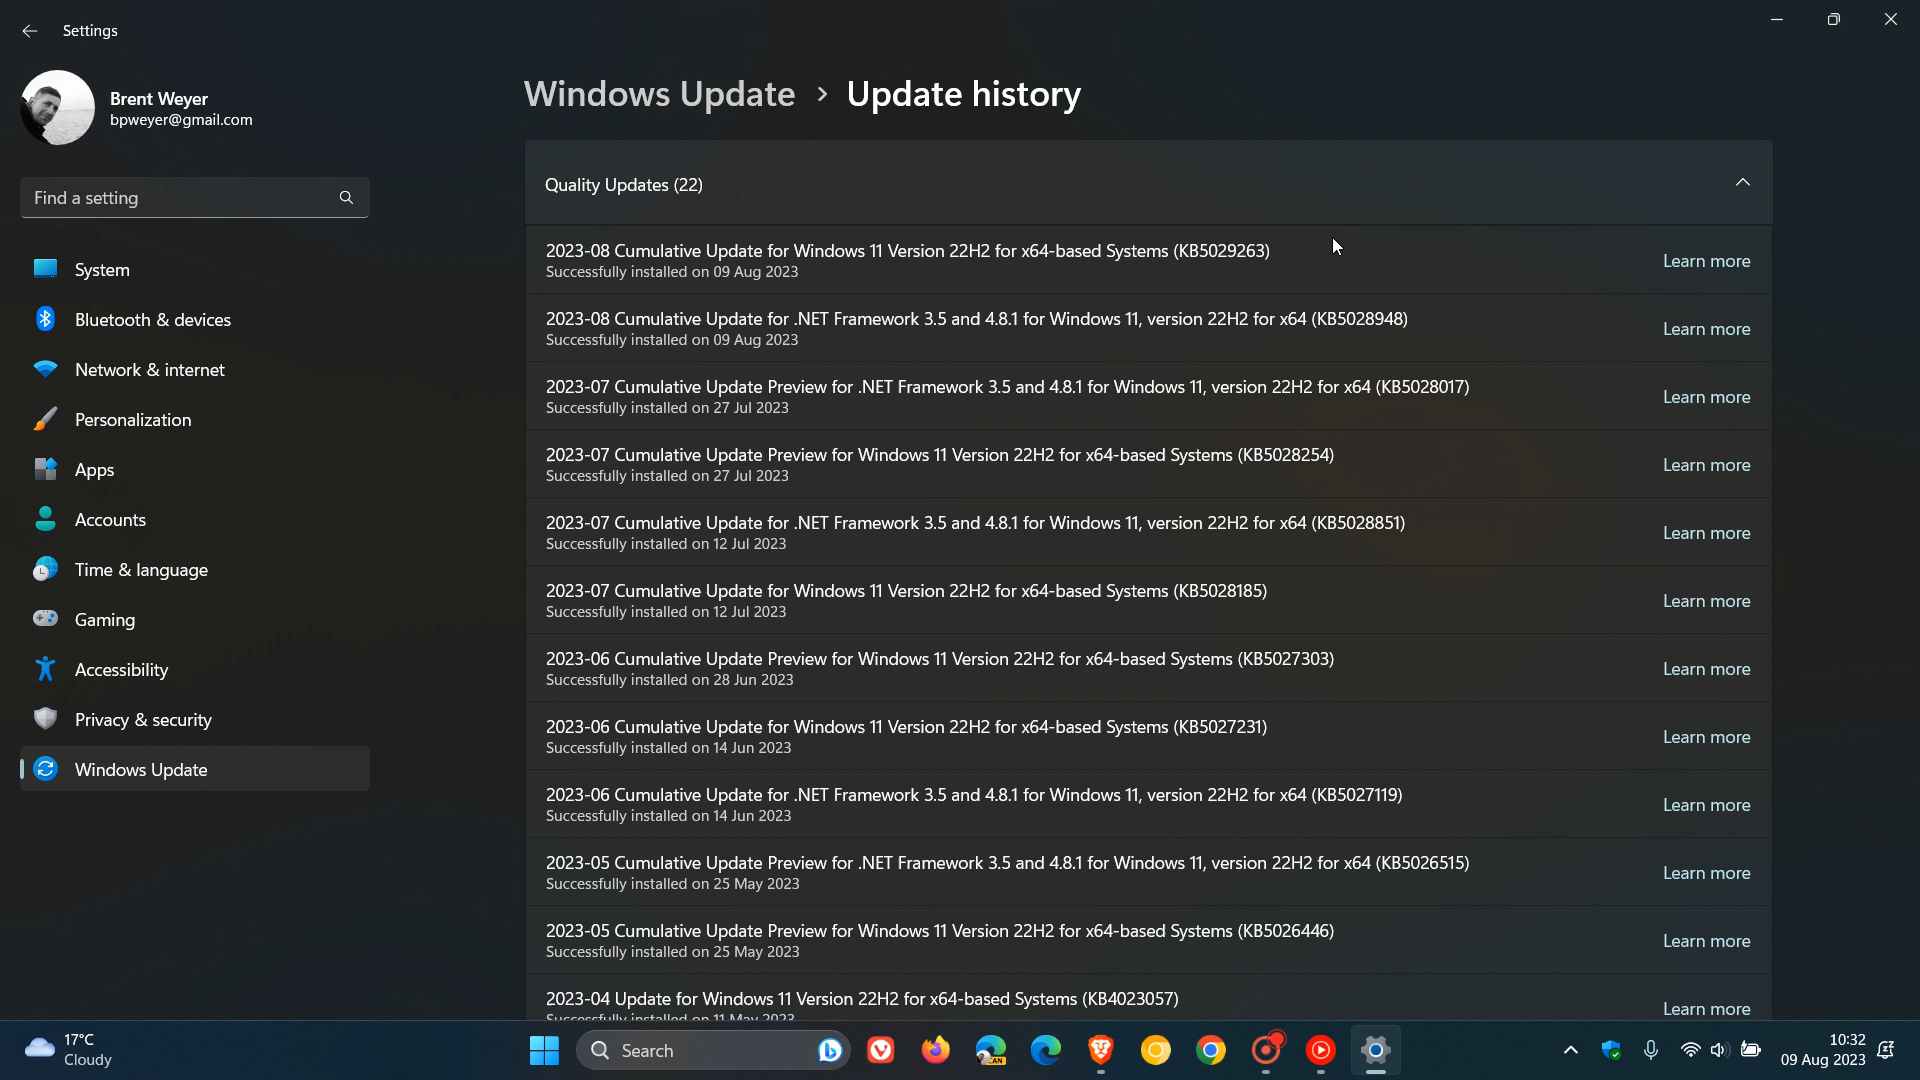 Settings
Brent Weyer
bpweyer@gmail.com
Find a setting
System
Bluetooth & devices
Network & internet
Personalization
Apps
Accounts
Time & language
Gaming
Accessibility
Privacy & security
Windows Update
Windows Update > Update history
Quality Updates (22)
2023-08 Cumulative Update for Windows 11 Version 22H2 for x64-based Systems (KB5029263)
Successfully installed on 09 Aug 2023
Learn more
2023-08 Cumulative Update for .NET Framework 3.5 and 4.8.1 for Windows 11, version 22H2 for x64 (KB5028948)
Successfully installed on 09 Aug 2023
Learn more
2023-07 Cumulative Update Preview for .NET Framework 3.5 and 4.8.1 for Windows 11, version 22H2 for x64 (KB5028017)
Successfully installed on 27 Jul 2023
Learn more
2023-07 Cumulative Update Preview for Windows 11 Version 22H2 for x64-based Systems (KB5028254)
Successfully installed on 27 Jul 2023
Learn more
2023-07 Cumulative Update for .NET Framework 3.5 and 4.8.1 for Windows 11, version 22H2 for x64 (KB5028851)
Successfully installed on 12 Jul 2023
Learn more
2023-07 Cumulative Update for Windows 11 Version 22H2 for x64-based Systems (KB5028185)
Successfully installed on 12 Jul 2023
Learn more
2023-06 Cumulative Update Preview for Windows 11 Version 22H2 for x64-based Systems (KB5027303)
Successfully installed on 28 Jun 2023
Learn more
2023-06 Cumulative Update for Windows 11 Version 22H2 for x64-based Systems (KB5027231)
Successfully installed on 14 Jun 2023
Learn more
2023-06 Cumulative Update for .NET Framework 3.5 and 4.8.1 for Windows 11, version 22H2 for x64 (KB5027119)
Successfully installed on 14 Jun 2023
Learn more
2023-05 Cumulative Update Preview for .NET Framework 3.5 and 4.8.1 for Windows 11, version 22H2 for x64 (KB5026515)
Successfully installed on 25 May 2023
Learn more
2023-05 Cumulative Update Preview for Windows 11 Version 22H2 for x64-based Systems (KB5026446)
Successfully installed on 25 May 2023
Learn more
2023-04 Update for Windows 11 Version 22H2 for x64-based Systems (KB4023057)
Successfully installed on 11 May 2023
Learn more
17°C
Cloudy
Search
CAN
10:32
09 Aug 2023